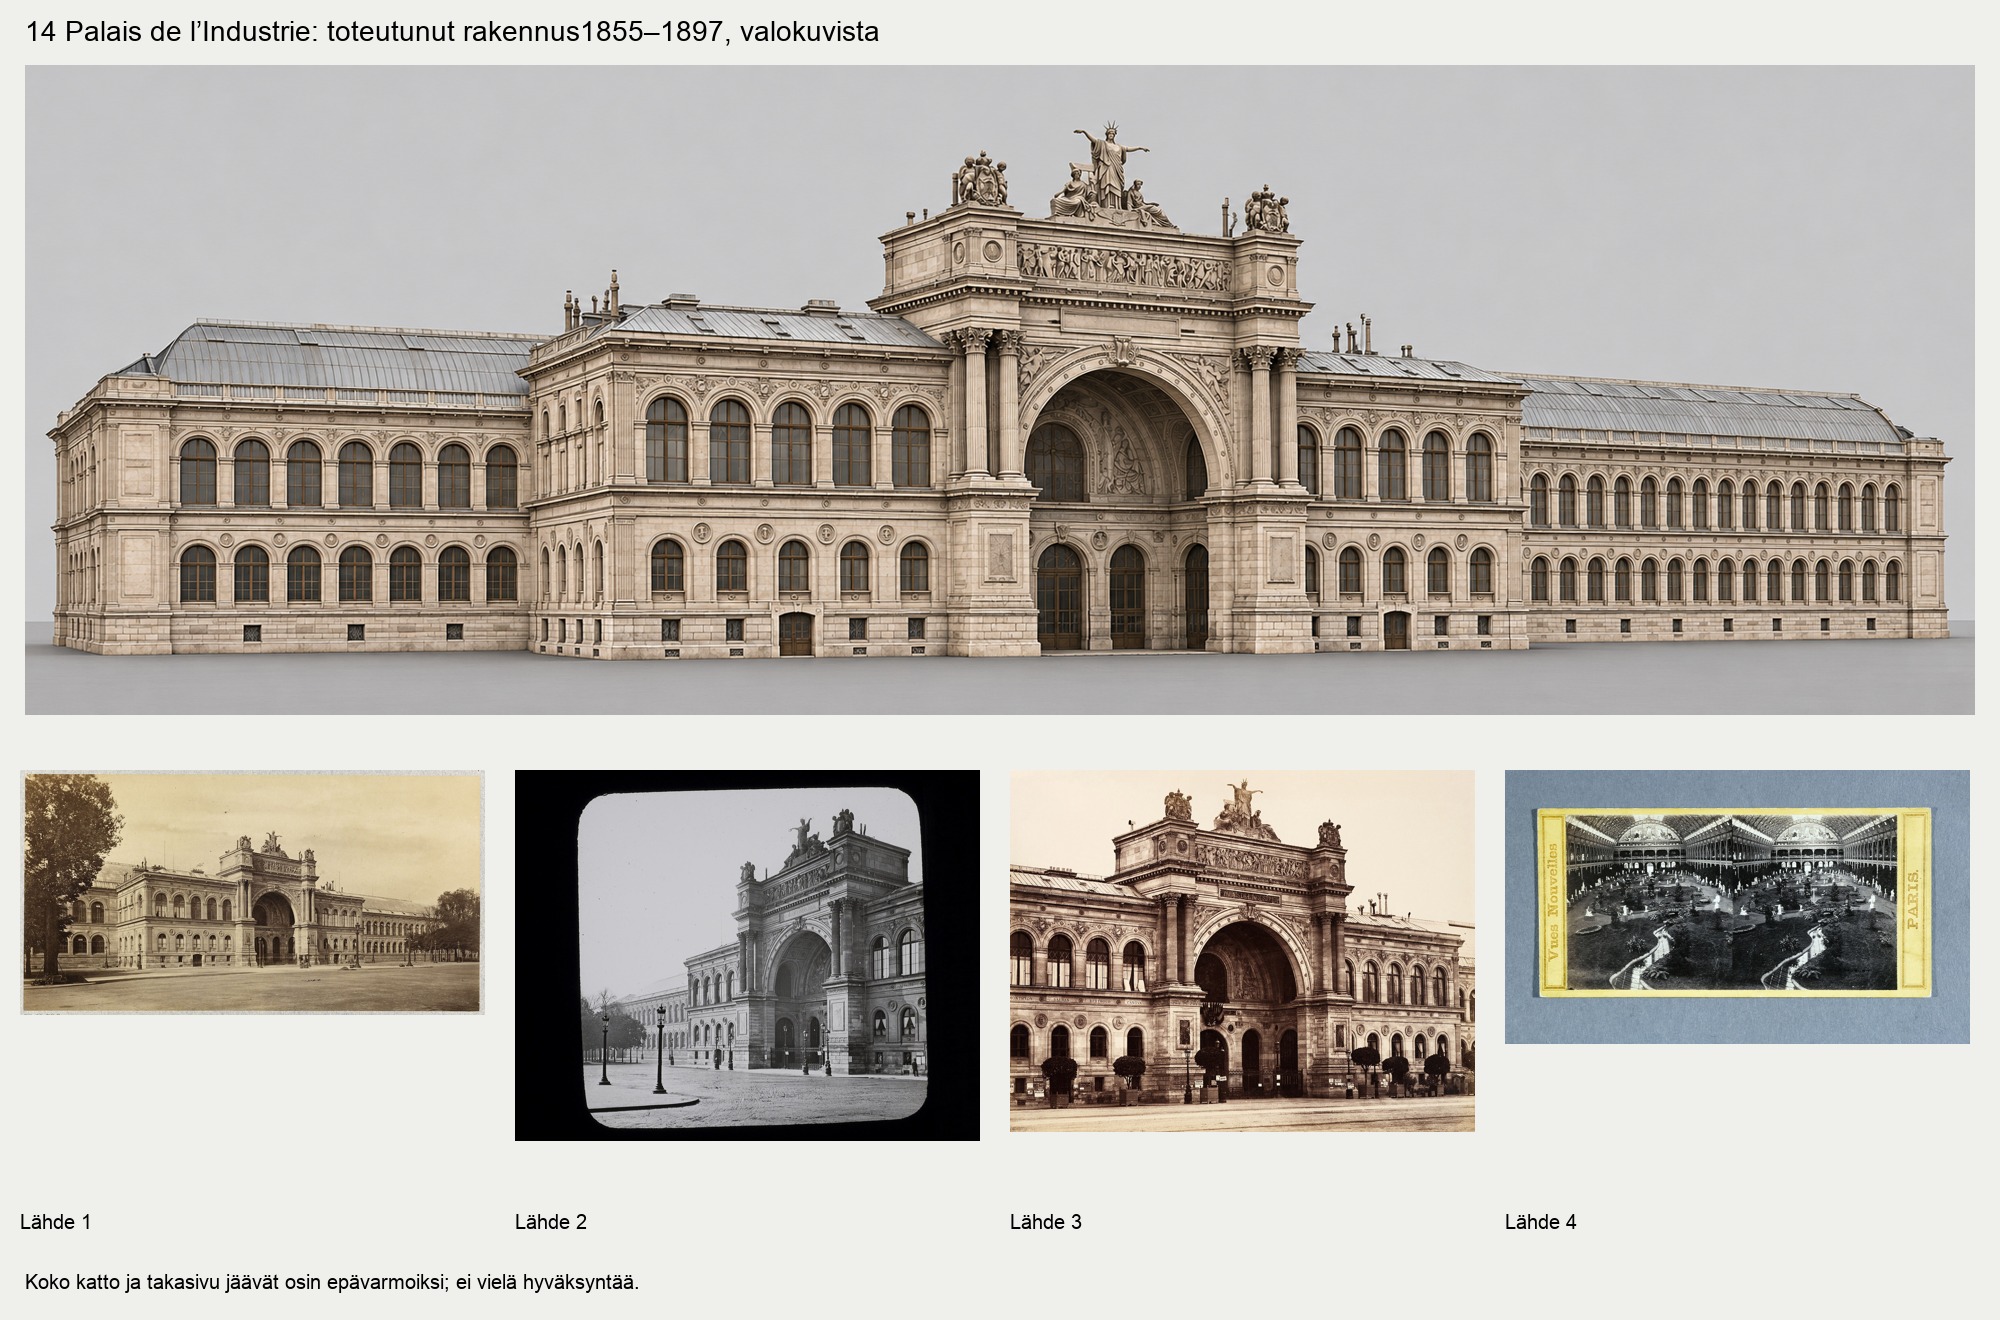 14 Palais de l’Industrie: toteutunut rakennus1855–1897, valokuvista
Vues Nouvelles
PARIS.
Lähde 1
Lähde 2
Lähde 3
Lähde 4
Koko katto ja takasivu jäävät osin epävarmoiksi; ei vielä hyväksyntää.